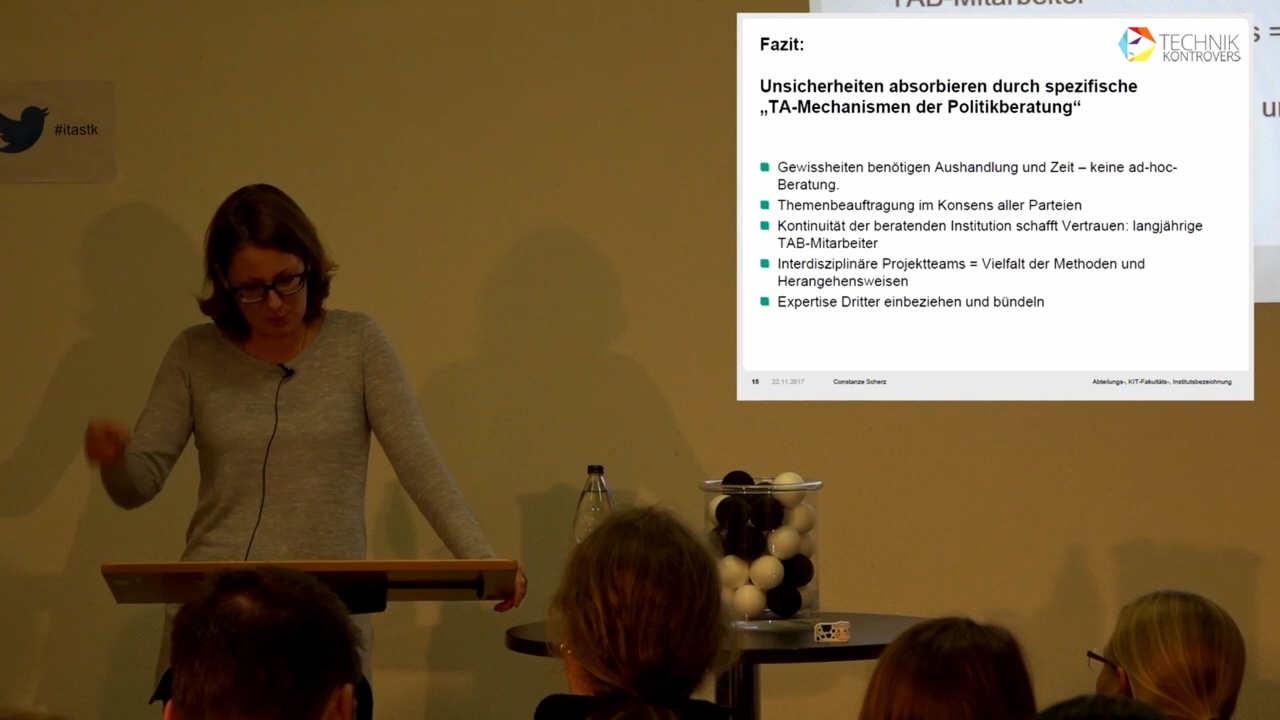 TAB-Mitarbeiter
s =
#itastk
TECHNIK
KONTROVERS
Fazit:
Unsicherheiten absorbieren durch spezifische
„TA-Mechanismen der Politikberatung“
Gewissheiten benötigen Aushandlung und Zeit – keine ad-hoc-
Beratung.
Themenbeauftragung im Konsens aller Parteien
Kontinuität der beratenden Institution schafft Vertrauen: langjährige
TAB-Mitarbeiter
Interdisziplinäre Projektteams = Vielfalt der Methoden und
Herangehensweisen
Expertise Dritter einbeziehen und bündeln
15 22.11.2017 Constanze Scherz Abteilungs-, KIT-Fakultäts-, Institutsbezeichnung